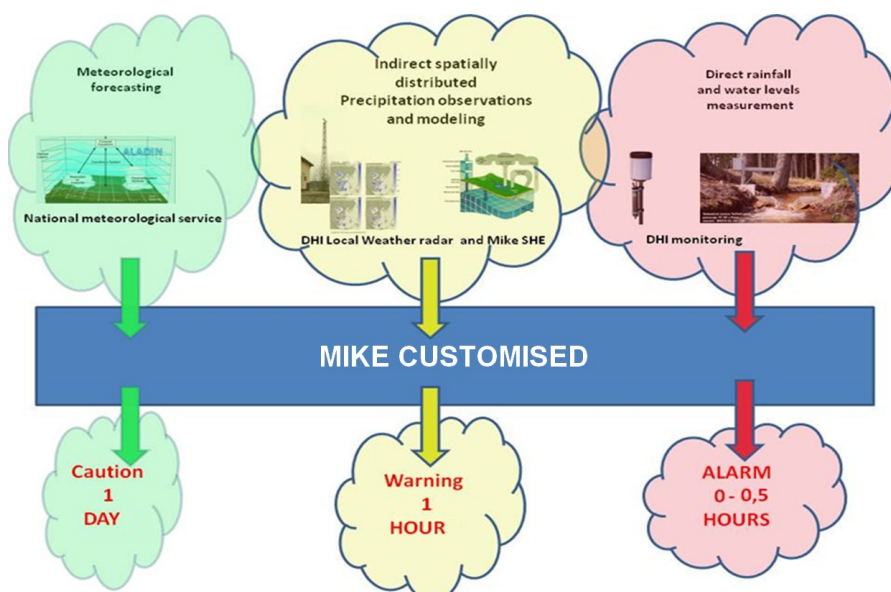 Meteorological
forecasting
ALADIN
National meteorological service
Indirect spatially
distributed
Precipitation observations
and modeling
DHI Local Weather radar and Mike SHE
Direct rainfall
and water levels
measurement
DHI monitoring
MIKE CUSTOMISED
Caution
1
DAY
Warning
1
HOUR
ALARM
0 - 0,5
HOURS